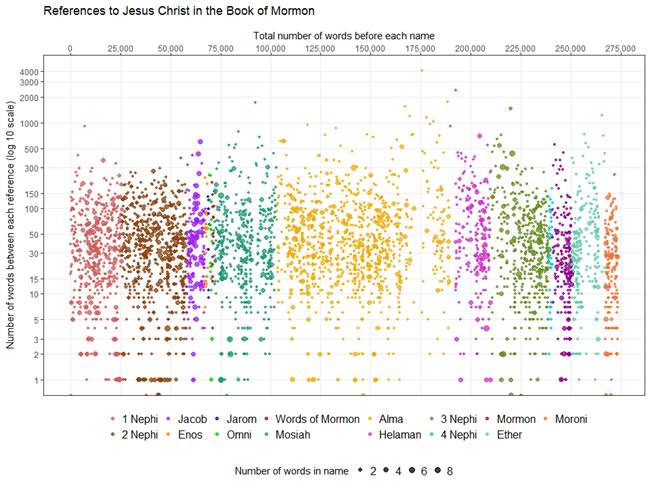 References to Jesus Christ in the Book of Mormon
Total number of words before each name
0 25,000 50,000 75,000 100,000 125,000 150,000 175,000 200,000 225,000 250,000 275,000
Number of words between each reference (log 10 scale)
4000
3000
2000
1000
500
300
150
100
50
30
15
10
5
3
2
1
1 Nephi Jacob Jarom Words of Mormon Alma 3 Nephi Mormon Moroni
2 Nephi Enos Omni Mosiah Helaman 4 Nephi Ether
Number of words in name 2 4 6 8